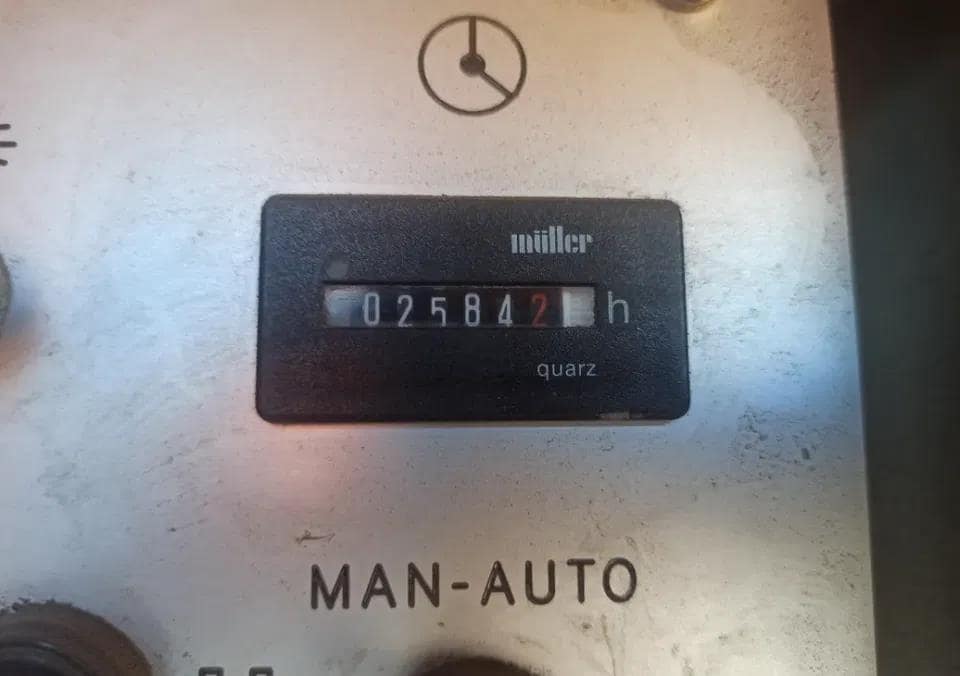 müller
025842 h
quarz
MAN-AUTO